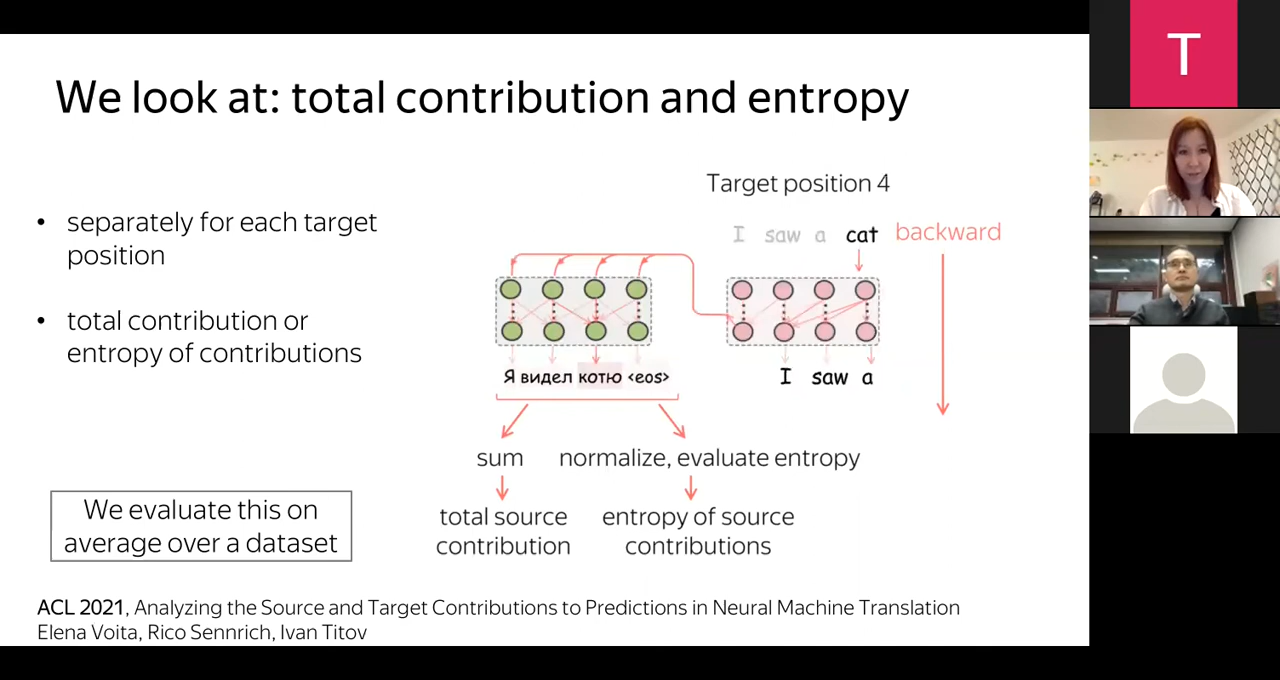 We look at: total contribution and entropy
• separately for each target
position
• total contribution or
entropy of contributions
We evaluate this on
average over a dataset
Target position 4
I saw a cat backward
Я видел котю <eos>
I saw a
sum normalize, evaluate entropy
total source
contribution
entropy of source
contributions
ACL 2021, Analyzing the Source and Target Contributions to Predictions in Neural Machine Translation
Elena Voita, Rico Sennrich, Ivan Titov
T